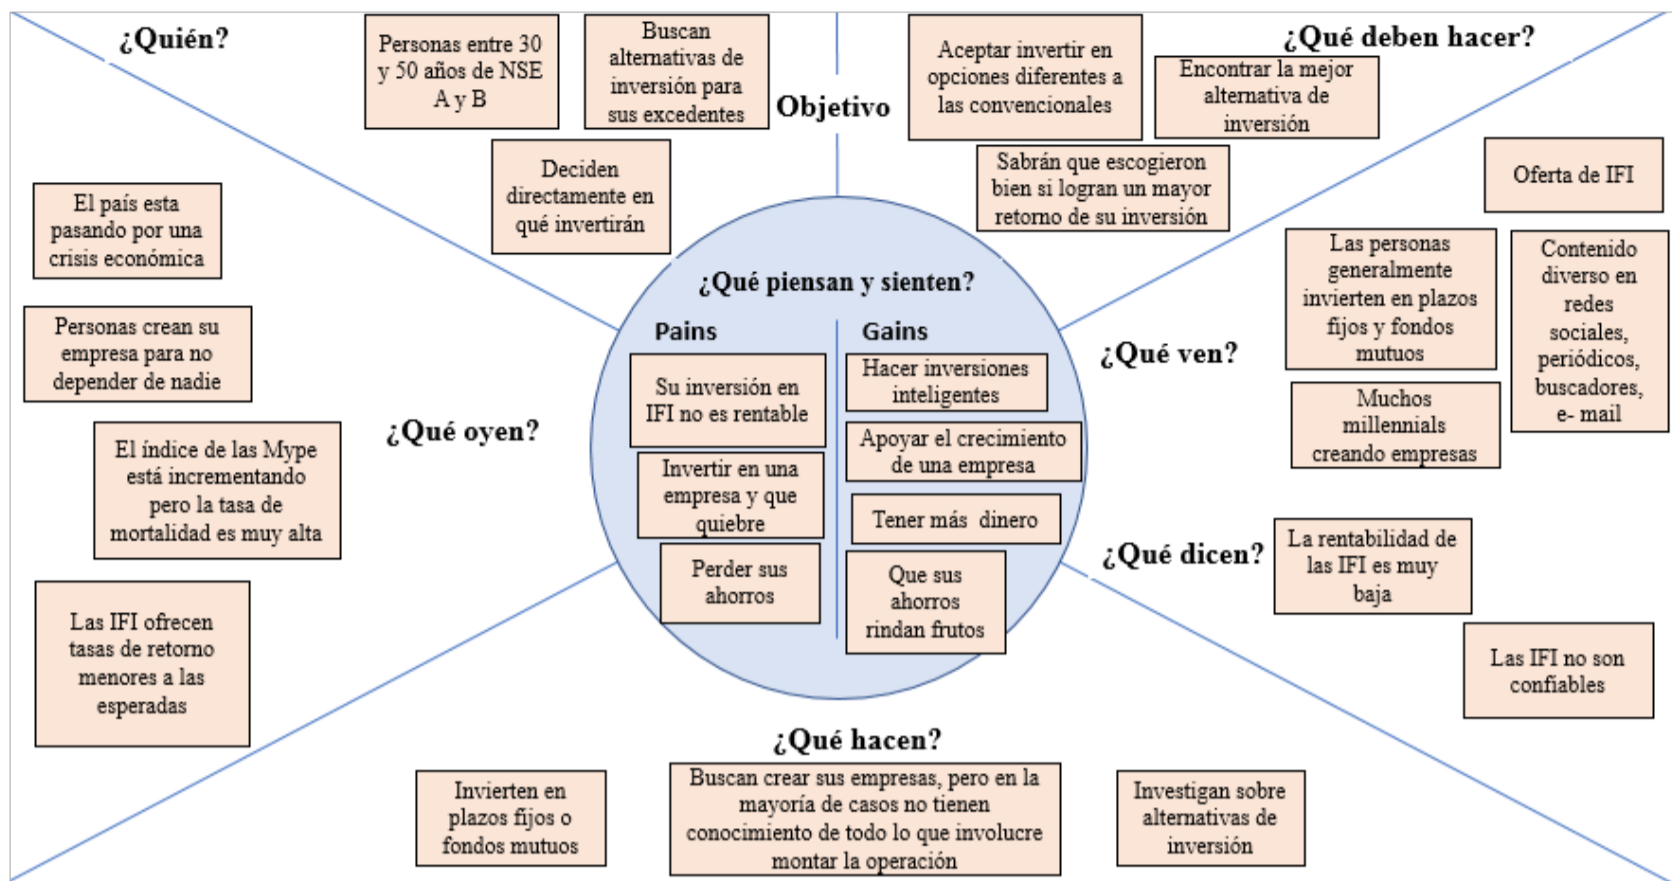 ¿Quién?
Personas entre 30
y 50 años de NSE
A y B
Buscan
alternativas de
inversión para
sus excedentes
Deciden
directamente en
qué invertirán
Objetivo
¿Qué deben hacer?
Aceptar invertir en
opciones diferentes a
las convencionales
Encontrar la mejor
alternativa de
inversión
Sabrán que escogieron
bien si logran un mayor
retorno de su inversión
¿Qué oyen?
El país esta
pasando por una
crisis económica
Personas crean su
empresa para no
depender de nadie
El índice de las Mype
está incrementando
pero la tasa de
mortalidad es muy alta
Las IFI ofrecen
tasas de retorno
menores a las
esperadas
¿Qué piensan y sienten?
Pains
Su inversión en
IFI no es rentable
Invertir en una
empresa y que
quiebre
Perder sus
ahorros
Gains
Hacer inversiones
inteligentes
Apoyar el crecimiento
de una empresa
Tener más dinero
Que sus
ahorros
rindan frutos
¿Qué ven?
Oferta de IFI
Las personas
generalmente
invierten en plazos
fijos y fondos
mutuos
Contenido
diverso en
redes
sociales,
periódicos,
buscadores,
e- mail
Muchos
millennials
creando empresas
¿Qué dicen?
La rentabilidad de
las IFI es muy
baja
Las IFI no son
confiables
¿Qué hacen?
Invierten en
plazos fijos o
fondos mutuos
Buscan crear sus empresas, pero en la
mayoría de casos no tienen
conocimiento de todo lo que involucre
montar la operación
Investigan sobre
alternativas de
inversión